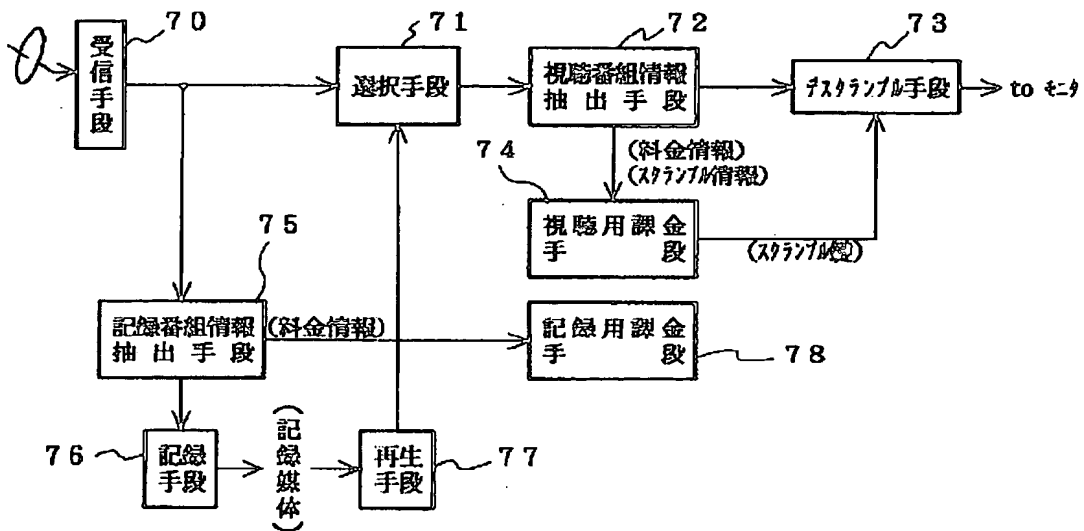 70
受信手段
71
選択手段
72
視聴番組情報
抽出手段
73
デスクランブル手段
to モニタ
(料金情報)
(スクランブル情報)
74
視聴用課金
手段
(スクランブル鍵)
75
記録番組情報
抽出手段
(料金情報)
記録用課金
手段
78
76
記録
手段
(記録媒体)
再生
手段
77